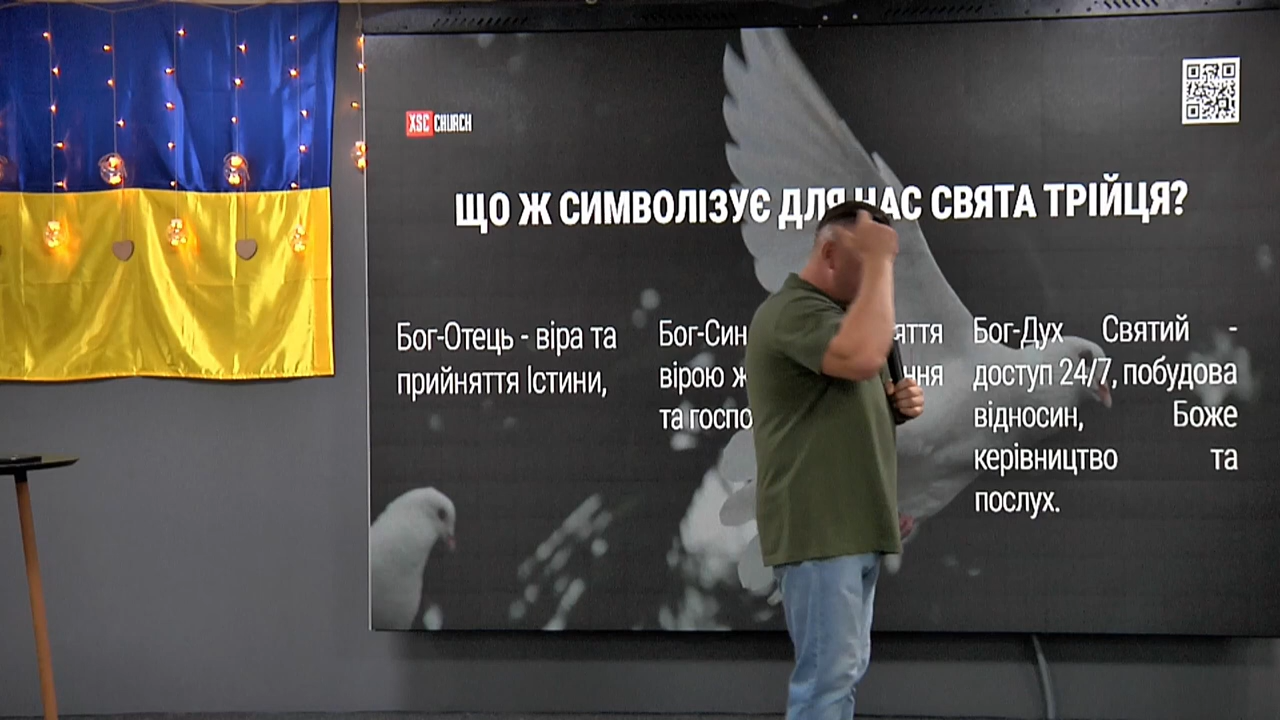 XSC CHURCH
ЩО Ж СИМВОЛІЗУЄ ДЛЯ НАС СВЯТА ТРІЙЦЯ?
Бог-Отець - віра та
прийняття Істини,
Бог-Син
вірою
та
Бог-Дух Святий -
доступ 24/7, побудова
відносин, Боже
керівництво та
послух.